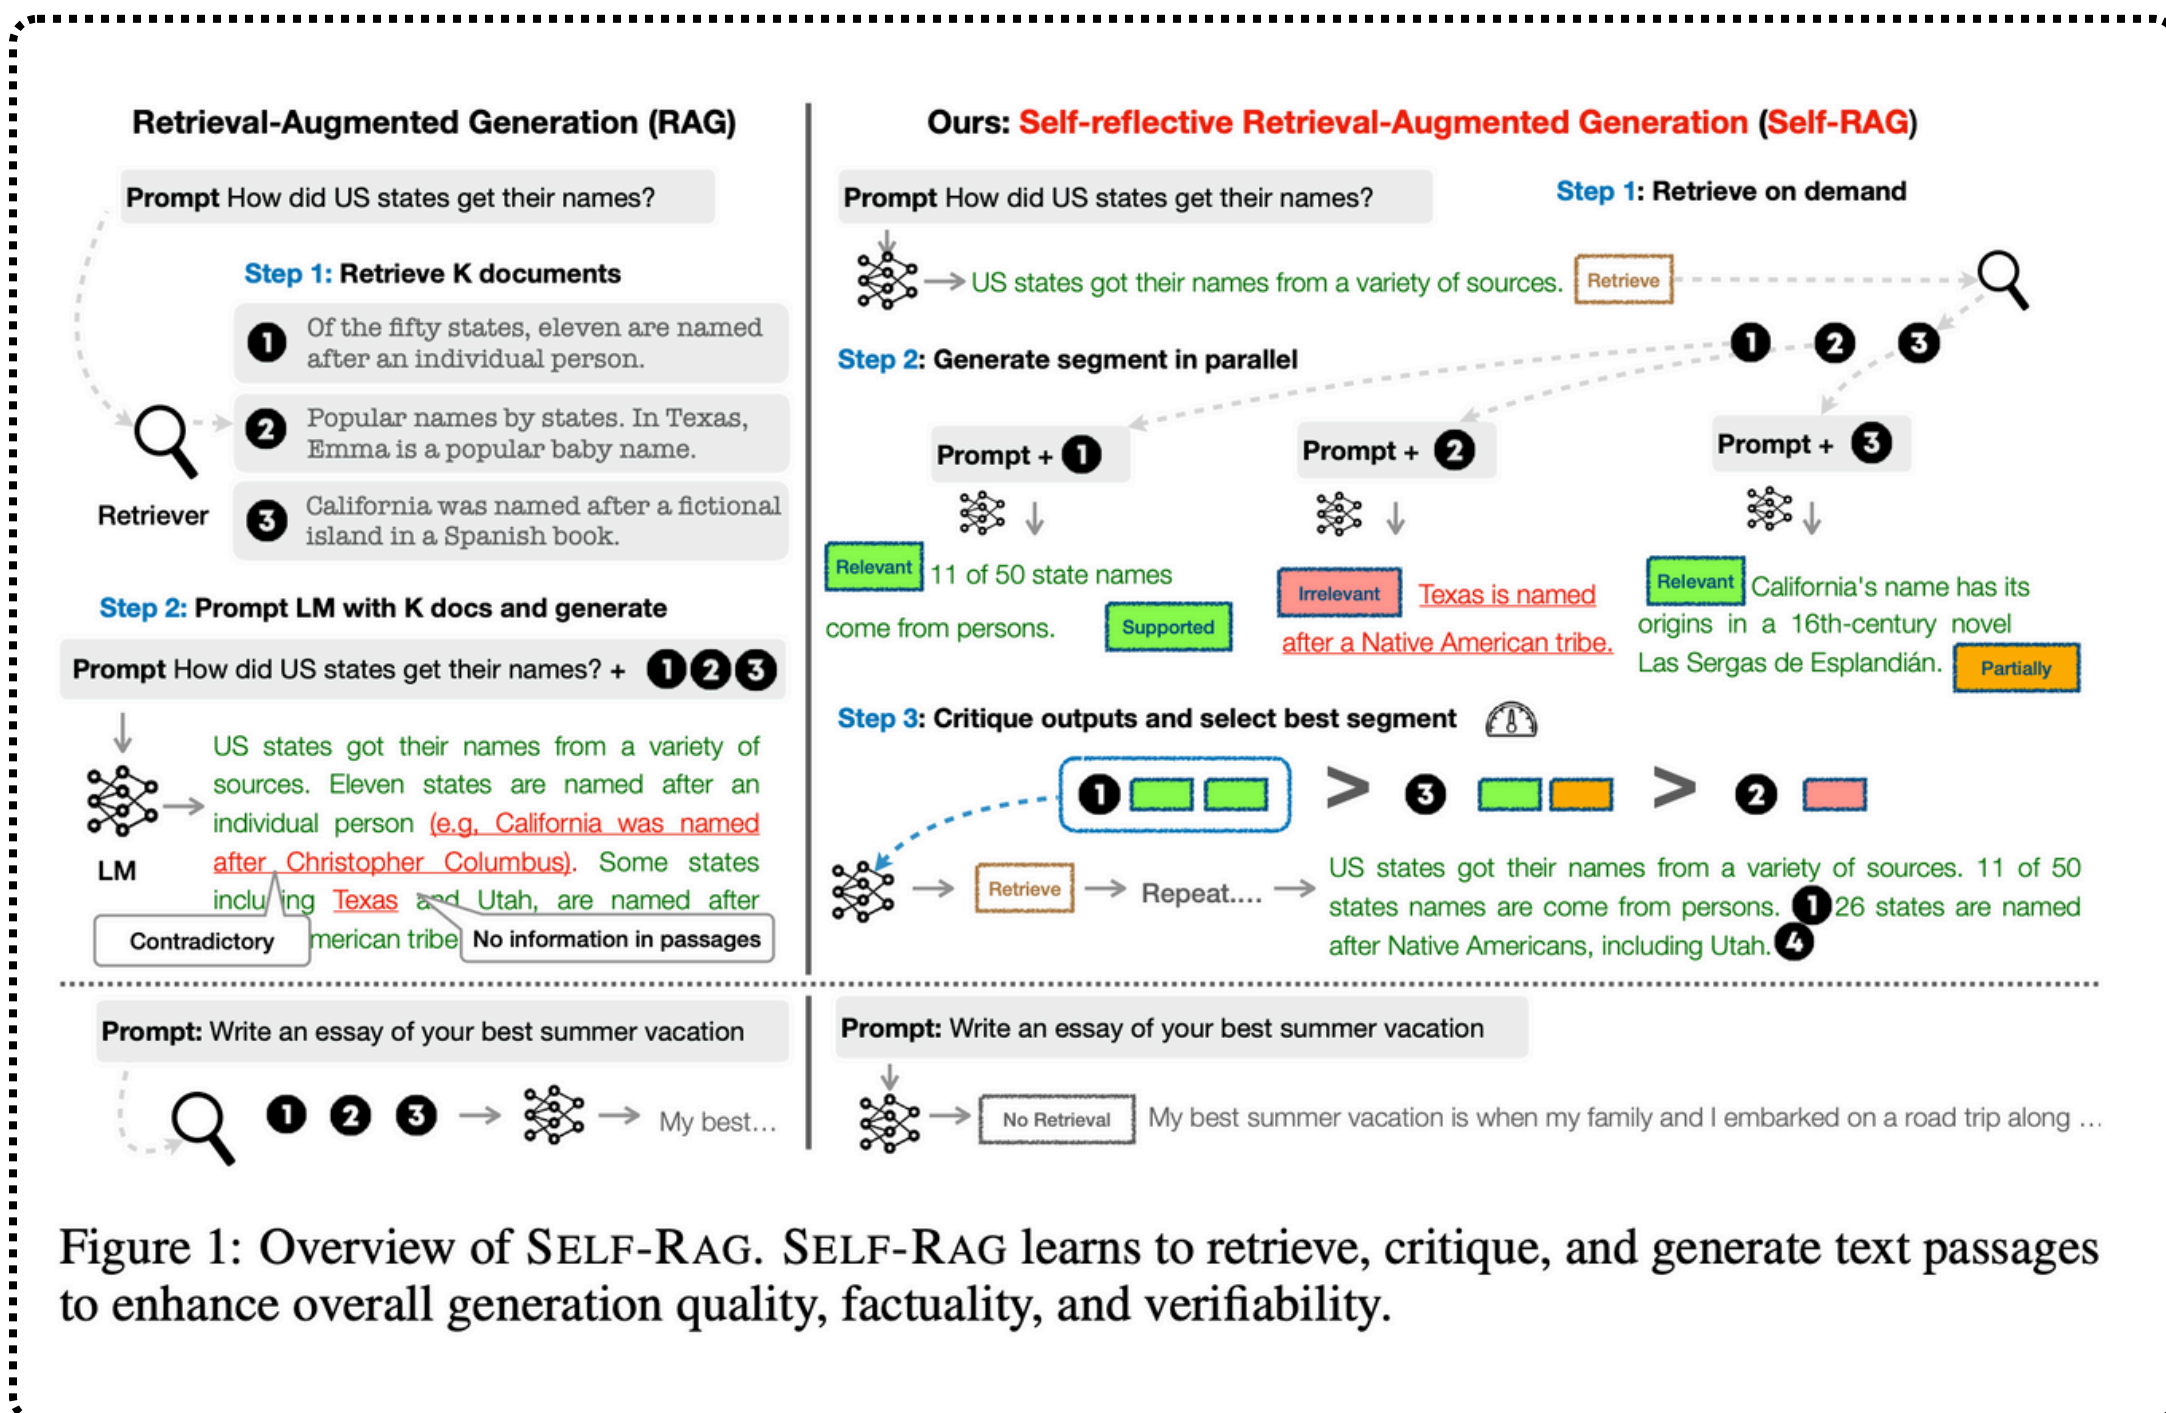 Retrieval-Augmented Generation (RAG)
Prompt How did US states get their names?
Step 1: Retrieve K documents
1 Of the fifty states, eleven are named
after an individual person.
2 Popular names by states. In Texas,
Emma is a popular baby name.
3 California was named after a fictional
island in a Spanish book.
Retriever
Step 2: Prompt LM with K docs and generate
Prompt How did US states get their names? + 1 2 3
US states got their names from a variety of
sources. Eleven states are named after an
individual person (e.g, California was named
after Christopher Columbus). Some states
including Texas and Utah, are named after
merican tribe
LM
Contradictory
No information in passages
Prompt: Write an essay of your best summer vacation
1 2 3 My best...
Ours: Self-reflective Retrieval-Augmented Generation (Self-RAG)
Prompt How did US states get their names?
Step 1: Retrieve on demand
US states got their names from a variety of sources. Retrieve
1 2 3
Step 2: Generate segment in parallel
Prompt + 1
Relevant 11 of 50 state names
come from persons. Supported
Prompt + 2
Irrelevant Texas is named
after a Native American tribe.
Prompt + 3
Relevant California's name has its
origins in a 16th-century novel
Las Sergas de Esplandián. Partially
Step 3: Critique outputs and select best segment
1 > 3 > 2
Retrieve Repeat....
US states got their names from a variety of sources. 11 of 50
states names are come from persons. 1 26 states are named
after Native Americans, including Utah. 4
Prompt: Write an essay of your best summer vacation
No Retrieval My best summer vacation is when my family and I embarked on a road trip along ...
Figure 1: Overview of SELF-RAG. SELF-RAG learns to retrieve, critique, and generate text passages
to enhance overall generation quality, factuality, and verifiability.